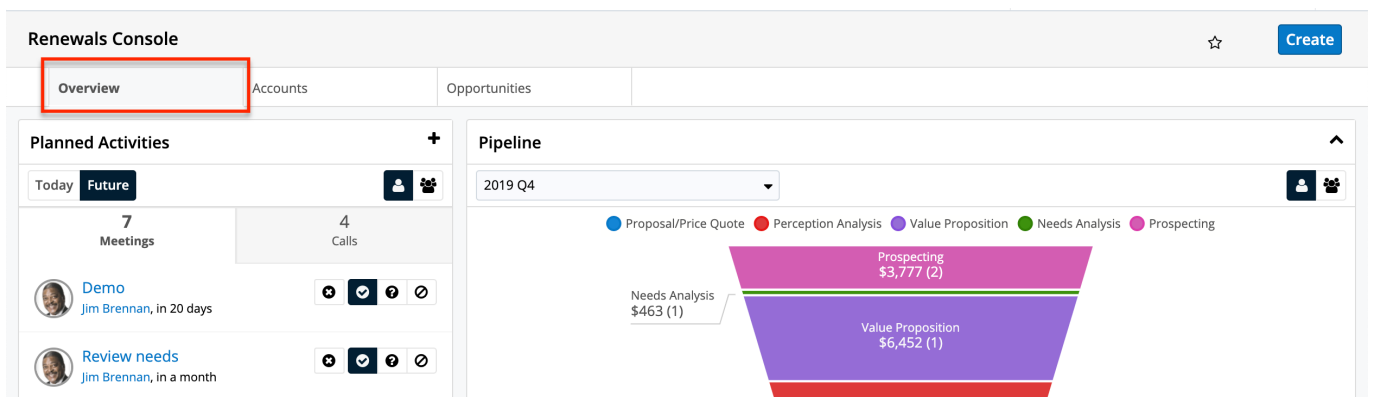 Renewals Console
Create
Overview
Accounts
Opportunities
Planned Activities
Pipeline
Today
Future
2019 Q4
7
Meetings
4
Calls
Proposal/Price Quote
Perception Analysis
Value Proposition
Needs Analysis
Prospecting
Demo
Jim Brennan, in 20 days
Review needs
Jim Brennan, in a month
Prospecting
$3,777 (2)
Needs Analysis
$463 (1)
Value Proposition
$6,452 (1)